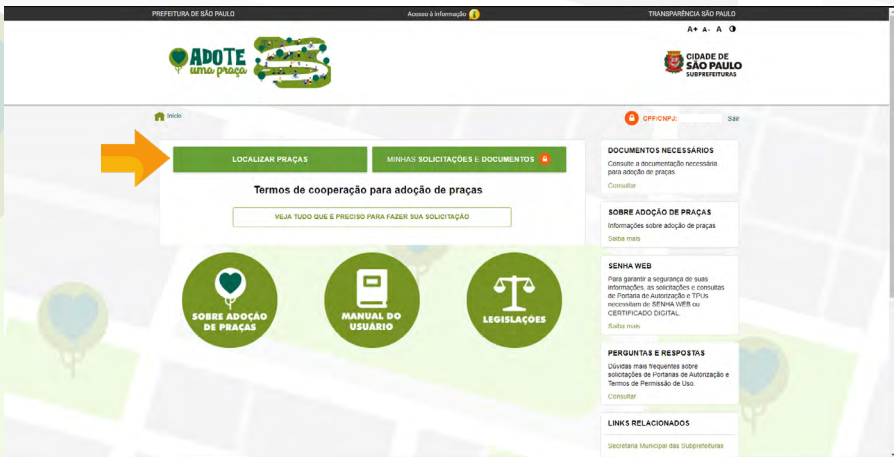 PREFEITURA DE SÃO PAULO
Acesso à Informação
TRANSPARÊNCIA SÃO PAULO
A+ A- A
ADOTE
uma praça
CIDADE DE
SÃO PAULO
SUBPREFEITURAS
Início
CPF/CNPJ:
Sair
LOCALIZAR PRAÇAS
MINHAS SOLICITAÇÕES E DOCUMENTOS
Termos de cooperação para adoção de praças
VEJA TUDO QUE É PRECISO PARA FAZER SUA SOLICITAÇÃO
SOBRE ADOÇÃO
DE PRAÇAS
MANUAL DO
USUÁRIO
LEGISLAÇÕES
DOCUMENTOS NECESSÁRIOS
Consulte a documentação necessária
para adoção de praças
Consultar
SOBRE ADOÇÃO DE PRAÇAS
Informações sobre adoção de praças
Saiba mais
SENHA WEB
Para garantir a segurança de suas
informações, as solicitações e consultas
de Portaria de Autorização e TPUs
necessitam de SENHA WEB ou
CERTIFICADO DIGITAL.
Saiba mais
PERGUNTAS E RESPOSTAS
Dúvidas mais frequentes sobre
solicitações de Portarias de Autorização e
Termos de Permissão de Uso.
Consultar
LINKS RELACIONADOS
Secretaria Municipal das Subprefeituras